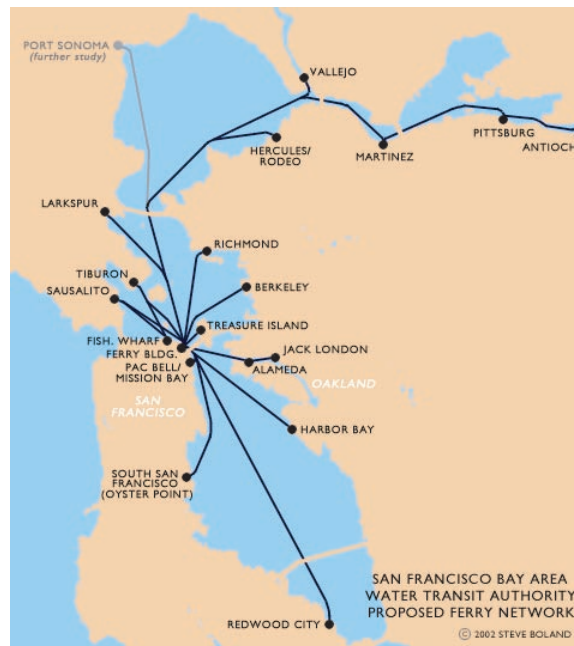 PORT SONOMA
(further study)
VALLEJO
PITTSBURG
ANTIOCH
HERCULES/
RODEO
MARTINEZ
LARKSPUR
RICHMOND
TIBURON
SAUSALITO
BERKELEY
TREASURE ISLAND
FISH. WHARF
FERRY BLDG.
PAC BELL/
MISSION BAY
JACK LONDON
ALAMEDA
OAKLAND
SAN
FRANCISCO
HARBOR BAY
SOUTH SAN
FRANCISCO
(OYSTER POINT)
REDWOOD CITY
SAN FRANCISCO BAY AREA
WATER TRANSIT AUTHORITY
PROPOSED FERRY NETWORK
© 2002 STEVE BOLAND